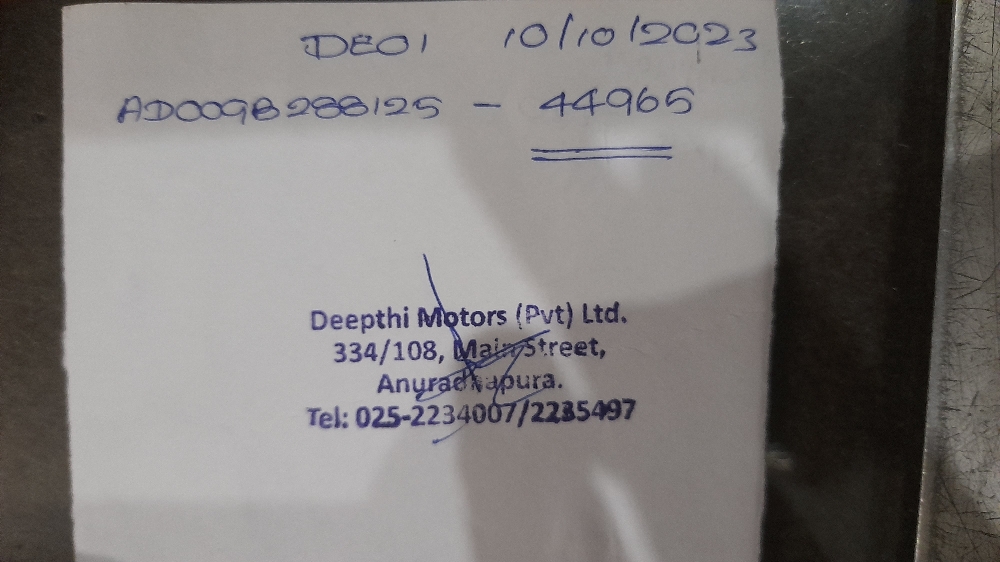 DE01 10/10/2023
AD0098288125 - 44965
Deepthi Motors (Pvt) Ltd.
334/108, Main Street,
Anuradhapura.
Tel: 025-2234007/2235497